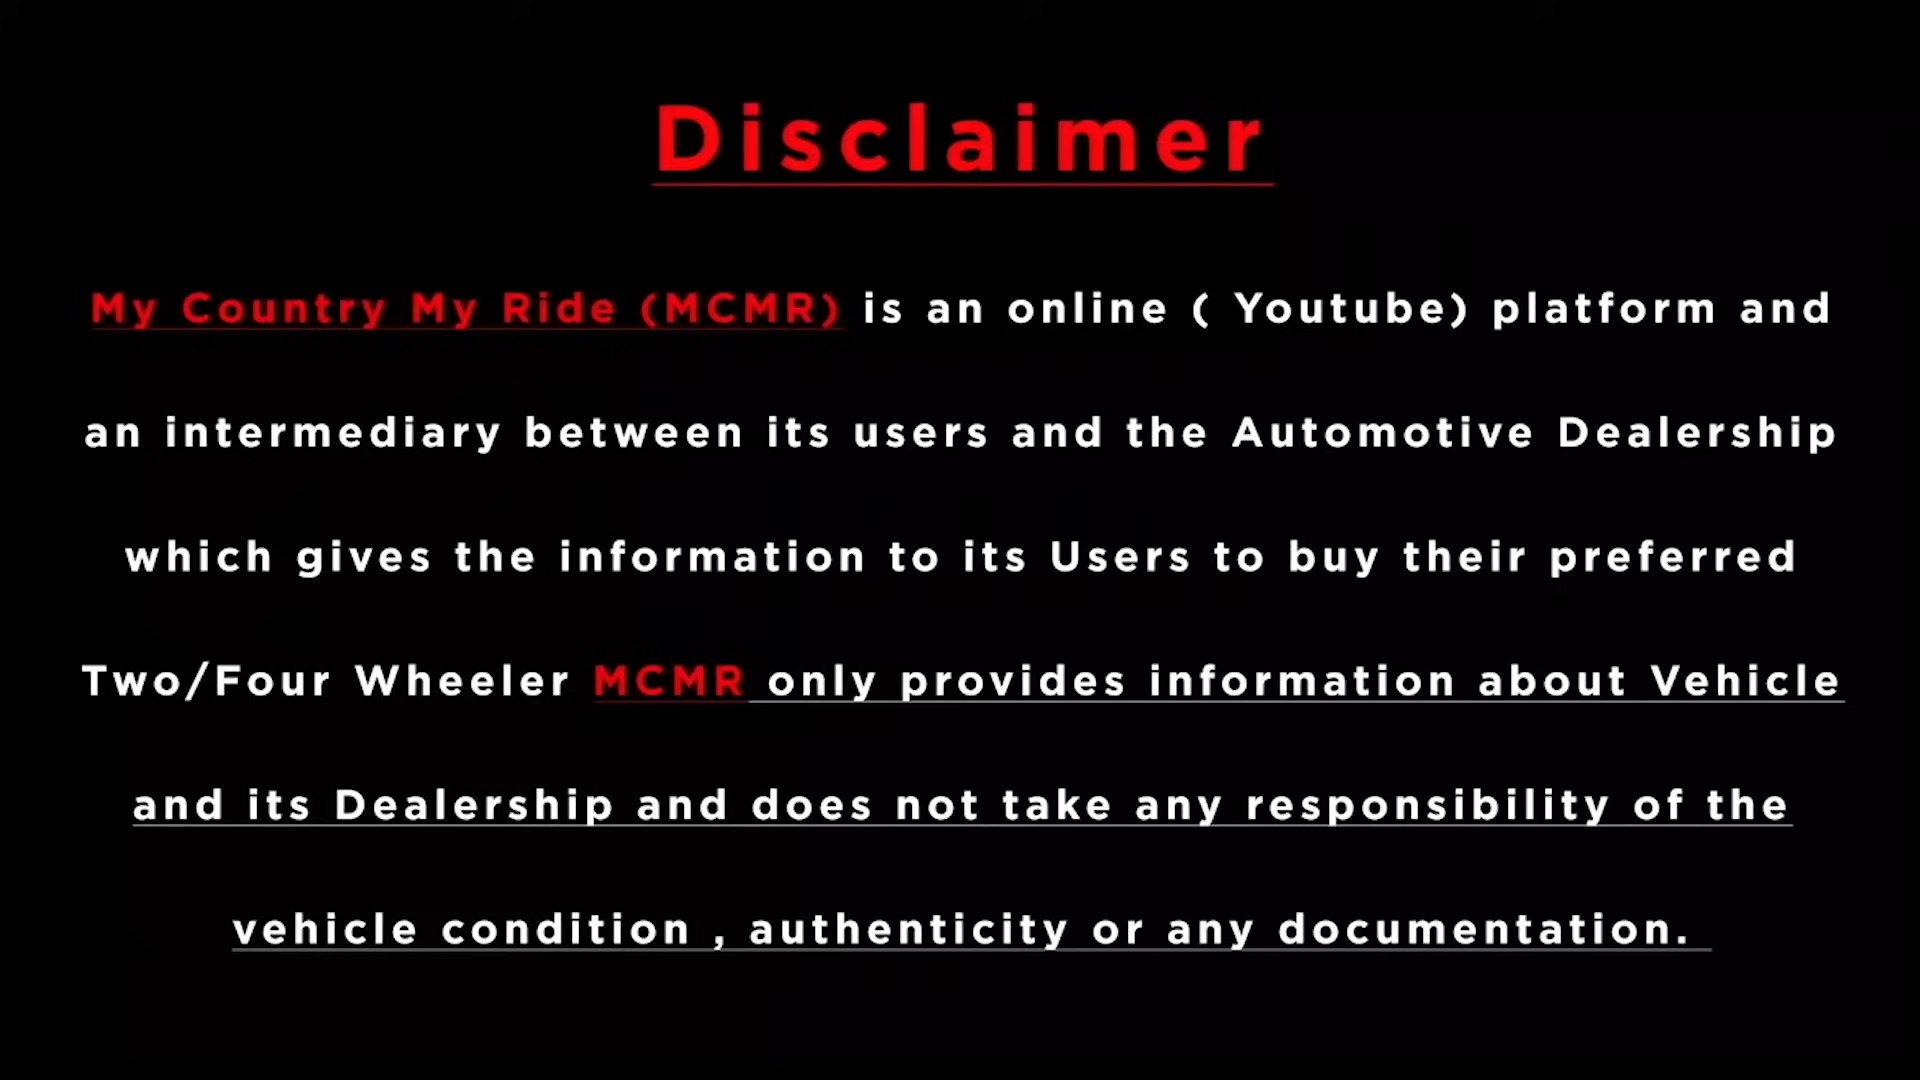 Disclaimer
My Country My Ride (MCMR) is an online ( Youtube) platform and
an intermediary between its users and the Automotive Dealership
which gives the information to its Users to buy their preferred
Two/Four Wheeler MCMR only provides information about Vehicle
and its Dealership and does not take any responsibility of the
vehicle condition , authenticity or any documentation.